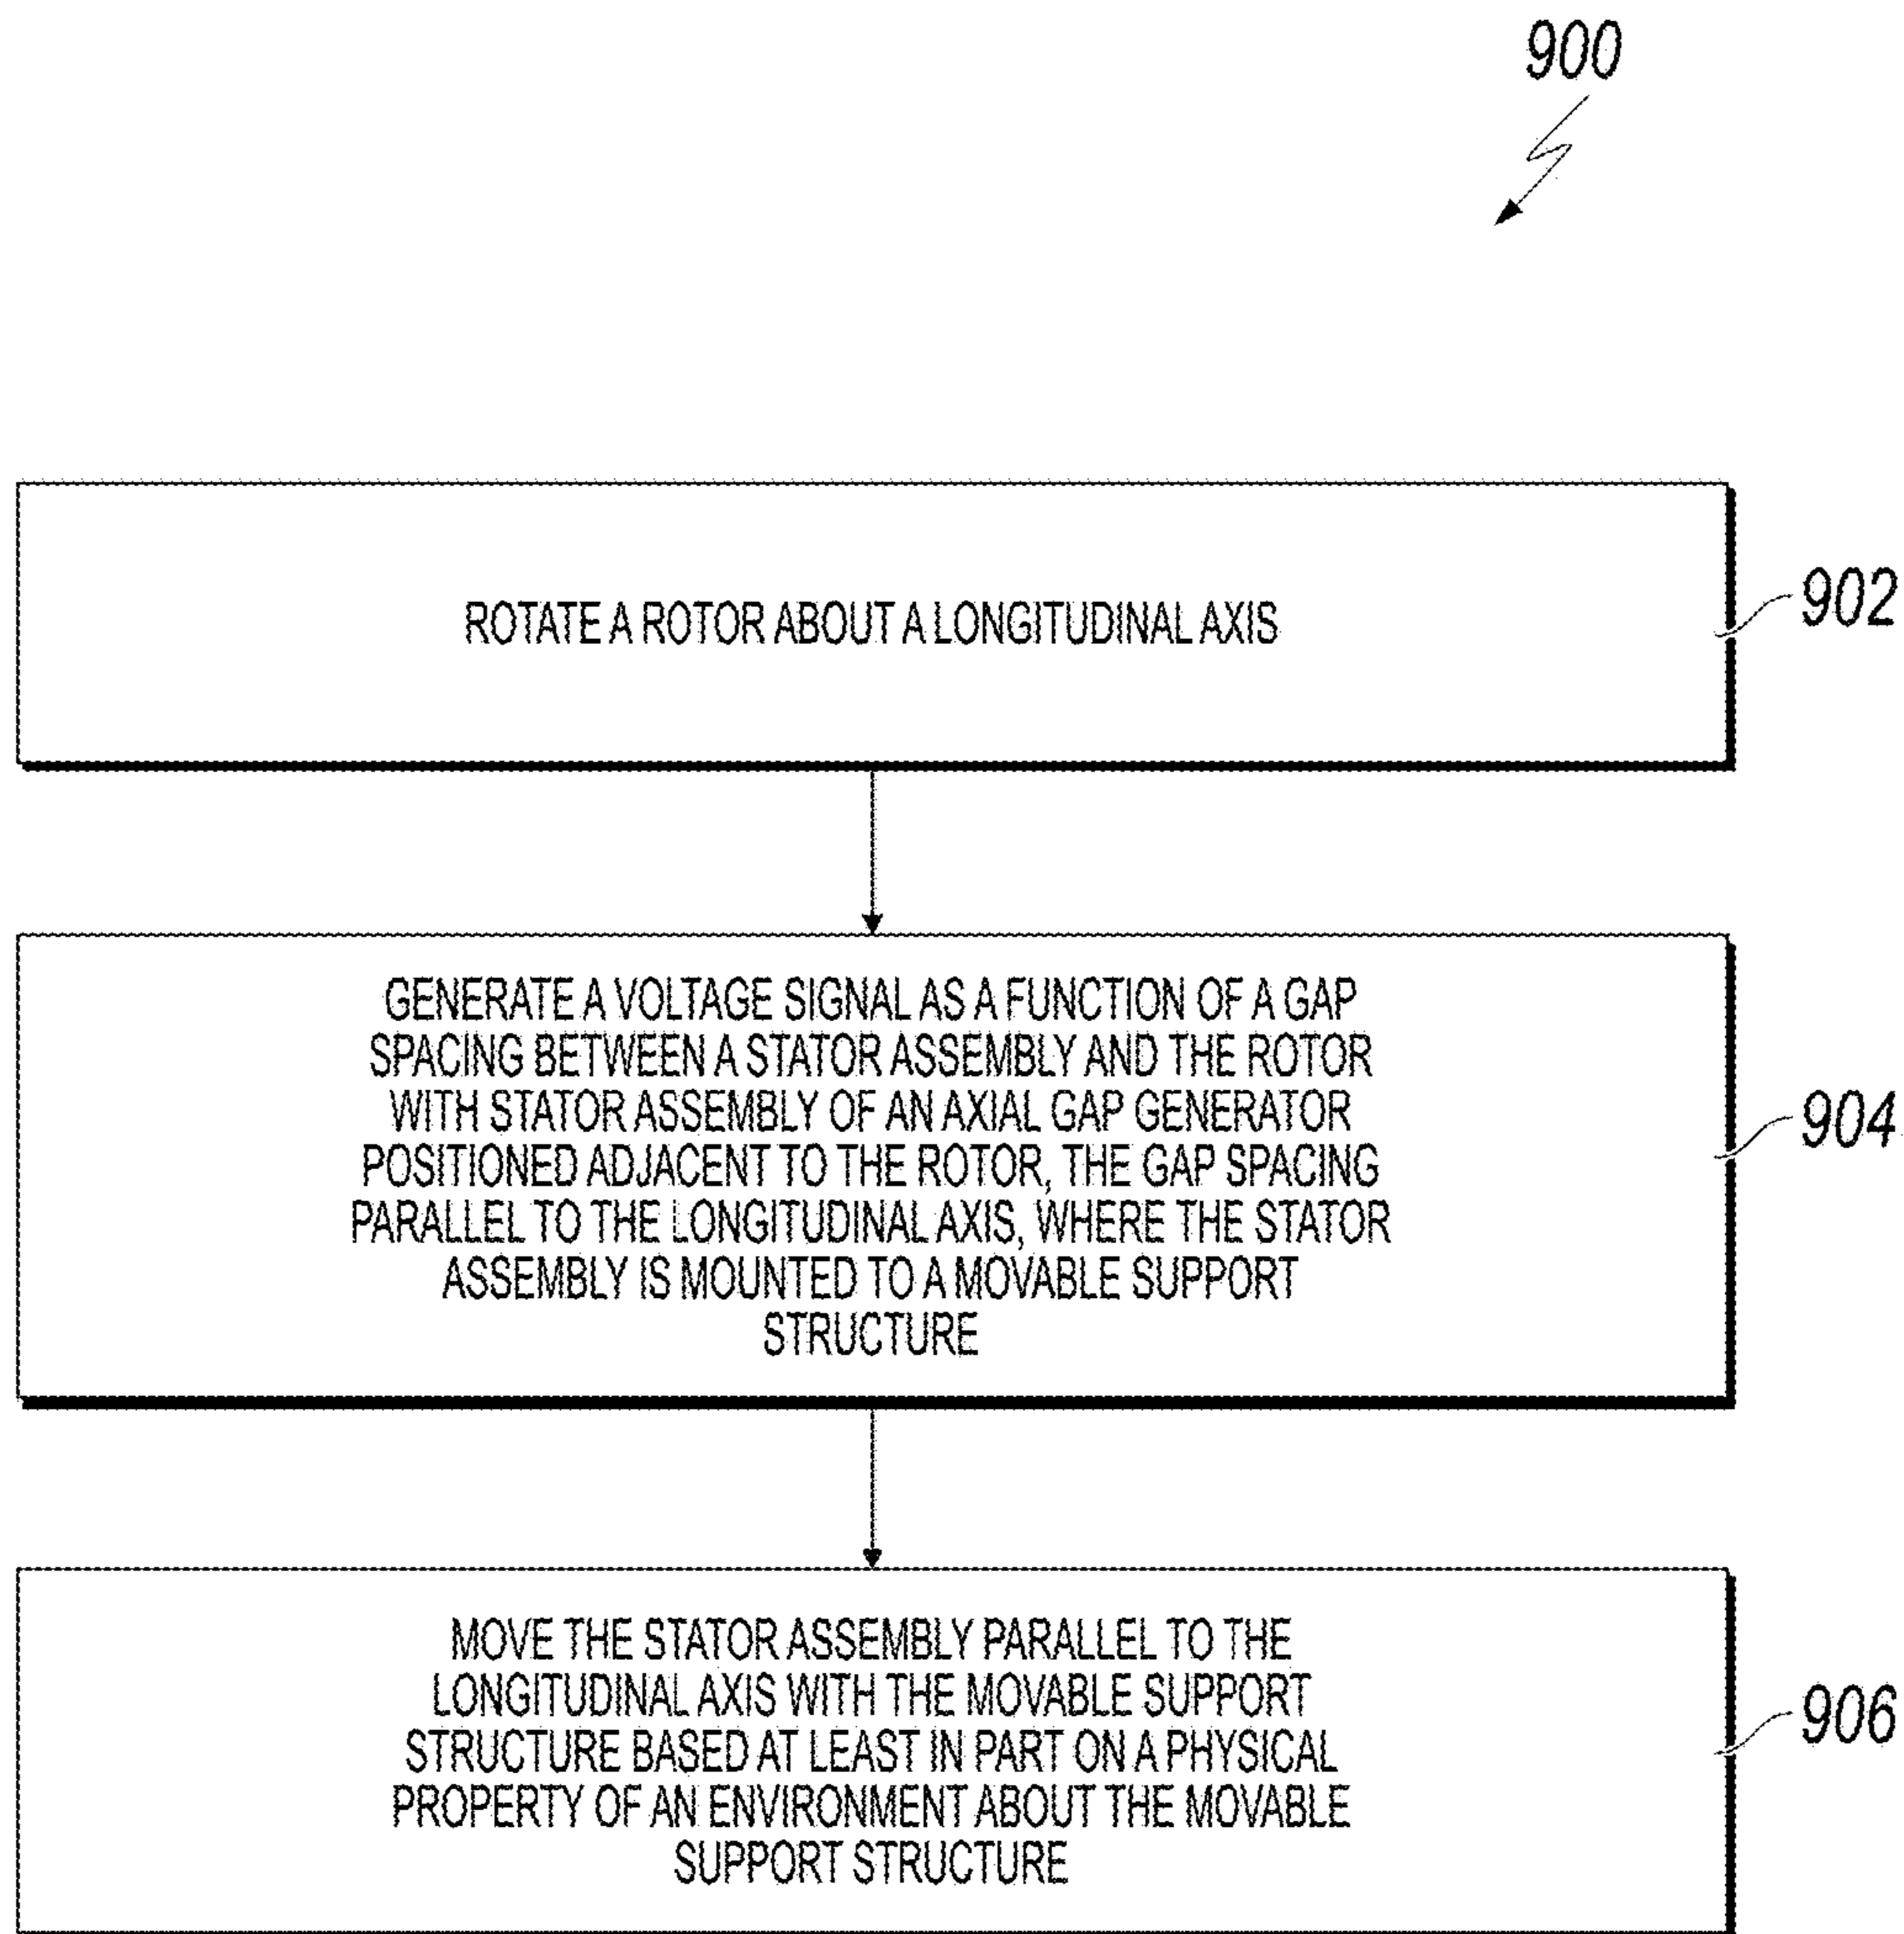 900
ROTATE A ROTOR ABOUT A LONGITUDINAL AXIS
902
GENERATE A VOLTAGE SIGNAL AS A FUNCTION OF A GAP
SPACING BETWEEN A STATOR ASSEMBLY AND THE ROTOR
WITH STATOR ASSEMBLY OF AN AXIAL GAP GENERATOR
POSITIONED ADJACENT TO THE ROTOR, THE GAP SPACING
PARALLEL TO THE LONGITUDINAL AXIS, WHERE THE STATOR
ASSEMBLY IS MOUNTED TO A MOVABLE SUPPORT
STRUCTURE
904
MOVE THE STATOR ASSEMBLY PARALLEL TO THE
LONGITUDINAL AXIS WITH THE MOVABLE SUPPORT
STRUCTURE BASED AT LEAST IN PART ON A PHYSICAL
PROPERTY OF AN ENVIRONMENT ABOUT THE MOVABLE
SUPPORT STRUCTURE
906